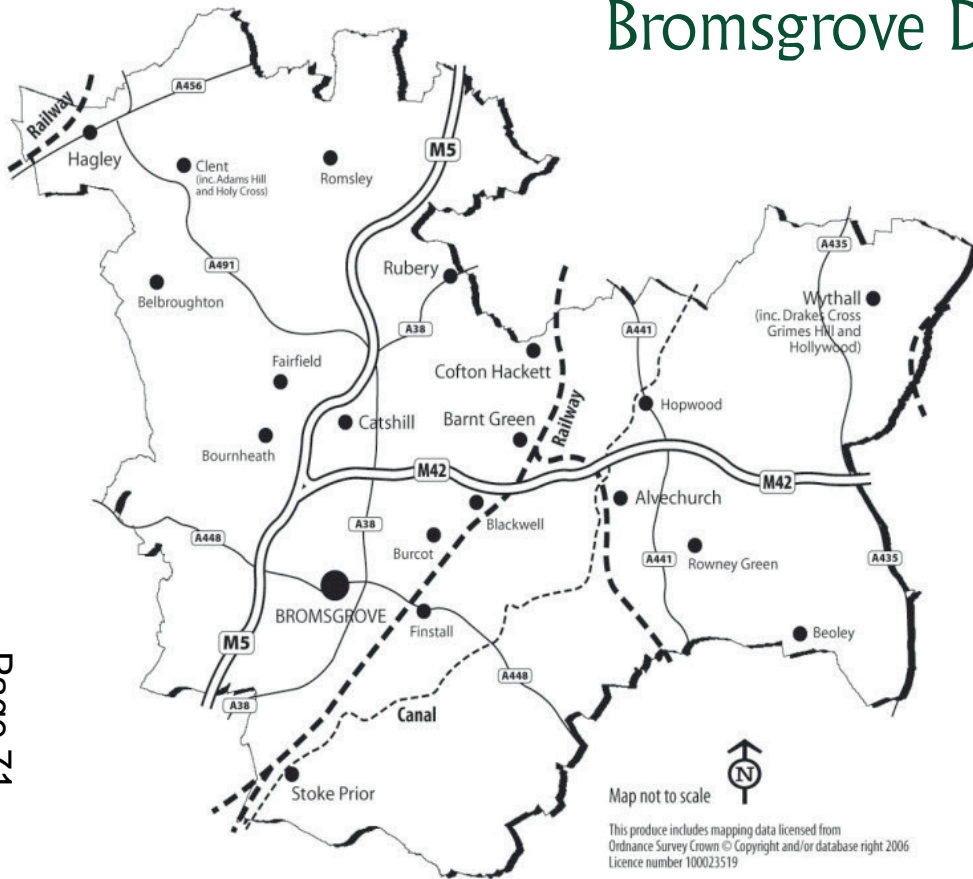 Bromsgrove D
A456
Railway
Hagley
Clent
(inc. Adams Hill
and Holy Cross)
Romsley
M5
A435
A491
Rubery
Belbroughton
Wythall
(inc. Drakes Cross
Grimes Hill and
Hollywood)
A38
A441
Fairfield
Cofton Hackett
Hopwood
Catshill
Barnt Green
Railway
Bournheath
M42
M42
Alvechurch
Blackwell
A38
A448
Burcot
A441
Rowney Green
A435
BROMSGROVE
Finstall
Beoley
M5
A448
A38
Canal
Page 71
Stoke Prior
N
Map not to scale
This produce includes mapping data licensed from
Ordnance Survey Crown © Copyright and/or database right 2006
Licence number 100023519